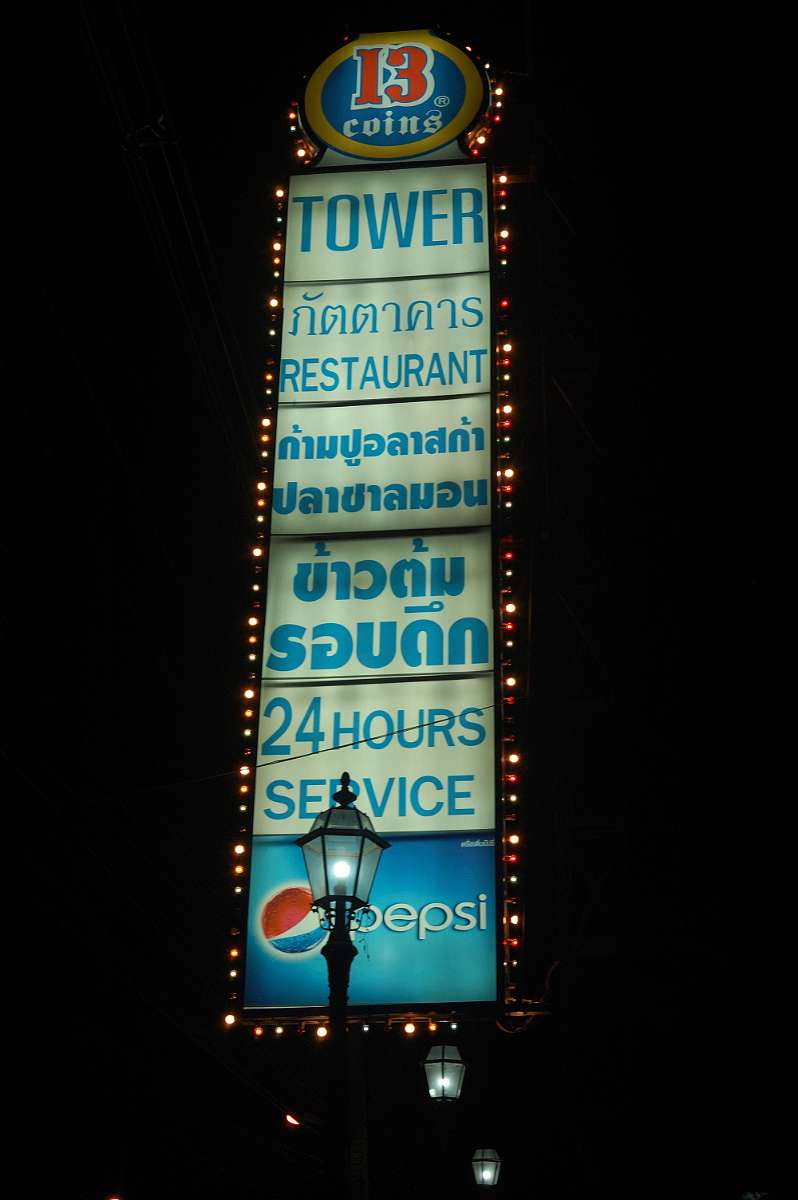 13
coins®
TOWER
ภัตตาคาร
RESTAURANT
ก้ามปูอลาสก้า
ปลาซาลมอน
ข้าวต้ม
รอบดึก
24 HOURS
SERVICE
pepsi